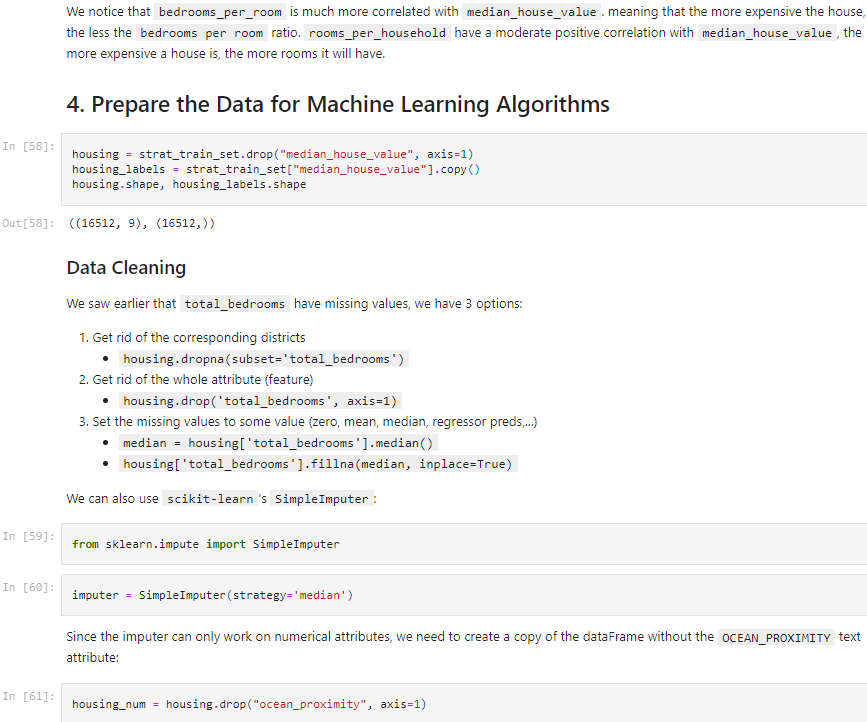 We notice that bedrooms_per_room is much more correlated with median_house_value . meaning that the more expensive the house,
the less the bedrooms per room ratio. rooms_per_household have a moderate positive correlation with median_house_value , the
more expensive a house is, the more rooms it will have.
4. Prepare the Data for Machine Learning Algorithms
In [58]:
housing = strat_train_set.drop("median_house_value", axis=1)
housing_labels = strat_train_set["median_house_value"].copy()
housing.shape, housing_labels.shape
Out[58]: ((16512, 9), (16512,))
Data Cleaning
We saw earlier that total_bedrooms have missing values, we have 3 options:
1. Get rid of the corresponding districts
• housing.dropna(subset='total_bedrooms')
2. Get rid of the whole attribute (feature)
• housing.drop('total_bedrooms', axis=1)
3. Set the missing values to some value (zero, mean, median, regressor preds,...)
• median = housing['total_bedrooms'].median()
• housing['total_bedrooms'].fillna(median, inplace=True)
We can also use scikit-learn 's SimpleImputer :
In [59]: from sklearn.impute import SimpleImputer
In [60]: imputer = SimpleImputer(strategy='median')
Since the imputer can only work on numerical attributes, we need to create a copy of the dataFrame without the OCEAN_PROXIMITY text
attribute:
In [61]: housing_num = housing.drop("ocean_proximity", axis=1)